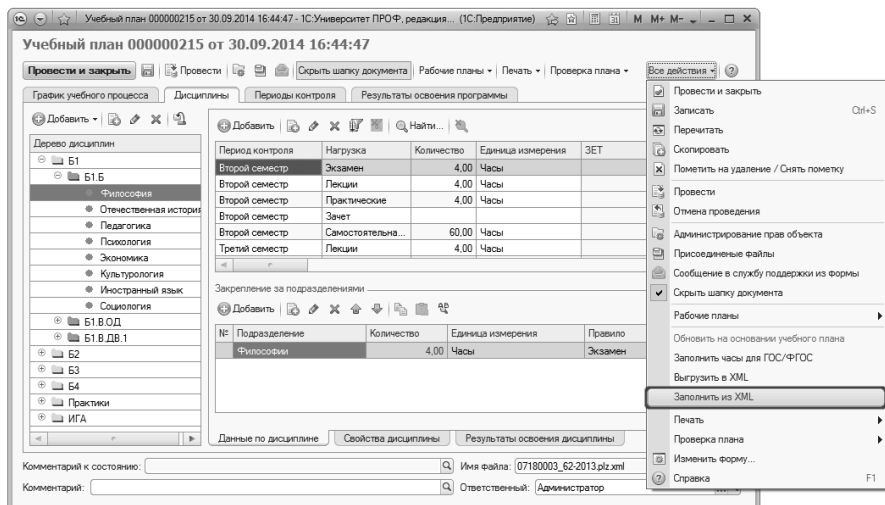 Учебный план 000000215 от 30.09.2014 16:44:47 - 1С:Университет ПРОФ, редакция... (1С:Предприятие) M M+ M-
Учебный план 000000215 от 30.09.2014 16:44:47
Провести и закрыть Провести Скрыть шапку документа Рабочие планы Печать Проверка плана Все действия
График учебного процесса Дисциплины Периоды контроля Результаты освоения программы
Добавить
Дерево дисциплин
Б1
Б1.Б
Философия
Отечественная история
Педагогика
Психология
Экономика
Культурология
Иностранный язык
Социология
Б1.В.ОД
Б1.В.ДВ.1
Б2
Б3
Б4
Практики
ИГА
Добавить Найти...
Период контроля Нагрузка Количество Единица измерения ЗЕТ
Второй семестр Экзамен 4,00 Часы
Второй семестр Лекции 4,00 Часы
Второй семестр Практические 4,00 Часы
Второй семестр Зачет
Второй семестр Самостоятельна... 60,00 Часы
Третий семестр Лекции 4,00 Часы
Закрепление за подразделениями
Добавить
№ Подразделение Количество Единица измерения Правило
Философии 4,00 Часы Экзамен
Данные по дисциплине Свойства дисциплины Результаты освоения дисциплины
Комментарий к состоянию: Имя файла: 07180003_62-2013.plz.xml
Комментарий: Ответственный: Администратор ...
Провести и закрыть
Записать Ctrl+S
Перечитать
Скопировать
Пометить на удаление / Снять пометку
Провести
Отмена проведения
Администрирование прав объекта
Присоединеные файлы
Сообщение в службу поддержки из формы
Скрыть шапку документа
Рабочие планы
Обновить на основании учебного плана
Заполнить часы для ГОС/ФГОС
Выгрузить в XML
Заполнить из XML
Печать
Проверка плана
Изменить форму...
Справка F1